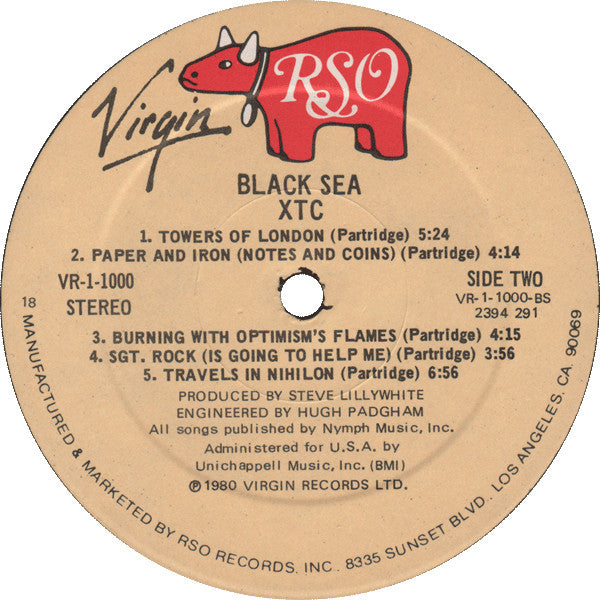 Virgin
RSO
BLACK SEA
XTC
1. TOWERS OF LONDON (Partridge) 5:24
2. PAPER AND IRON (NOTES AND COINS) (Partridge) 4:14
VR-1-1000
STEREO
SIDE TWO
VR-1-1000-BS
2394 291
3. BURNING WITH OPTIMISM'S FLAMES (Partridge) 4:15
4. SGT. ROCK (IS GOING TO HELP ME) (Partridge) 3:56
5. TRAVELS IN NIHILON (Partridge) 6:56
PRODUCED BY STEVE LILLYWHITE
ENGINEERED BY HUGH PADGHAM
All songs published by Nymph Music, Inc.
Administered for U.S.A. by
Unichappell Music, Inc. (BMI)
℗ 1980 VIRGIN RECORDS LTD.
18 MANUFACTURED & MARKETED BY RSO RECORDS, INC. 8335 SUNSET BLVD. LOS ANGELES, CA. 90069